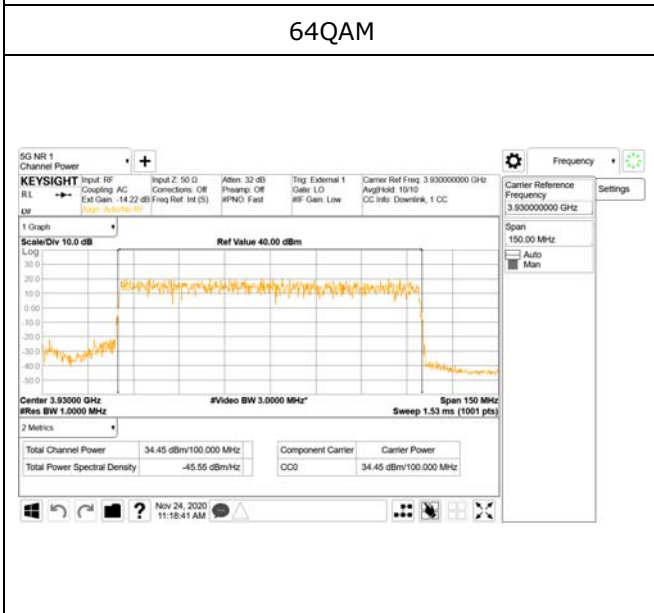 64QAM
5G NR 1
Channel Power
Frequency
KEYSIGHT
Input: RF
Input Z: 50 Ω
Atten: 32 dB
Trig: External 1
Carrier Ref Freq: 3.930000000 GHz
RL
Coupling: AC
Corrections: Off
Preamp: Off
Gate: LO
Avg|Hold: 10/10
Ext Gain: -14.22 dB
Freq Ref: Int (S)
#PNO: Fast
#IF Gain: Low
CC Info: Downlink, 1 CC
Align: Auto/No RF
Carrier Reference
Frequency
3.930000000 GHz
Settings
Span
150.00 MHz
Auto
Man
1 Graph
Scale/Div 10.0 dB
Ref Value 40.00 dBm
Log
30.0
20.0
10.0
0.00
-10.0
-20.0
-30.0
-40.0
-50.0
Center 3.93000 GHz
#Video BW 3.0000 MHz*
Span 150 MHz
#Res BW 1.0000 MHz
Sweep 1.53 ms (1001 pts)
2 Metrics
Total Channel Power
34.45 dBm/100.000 MHz
Component Carrier
Carrier Power
Total Power Spectral Density
-45.55 dBm/Hz
CC0
34.45 dBm/100.000 MHz
?
Nov 24, 2020
11:18:41 AM